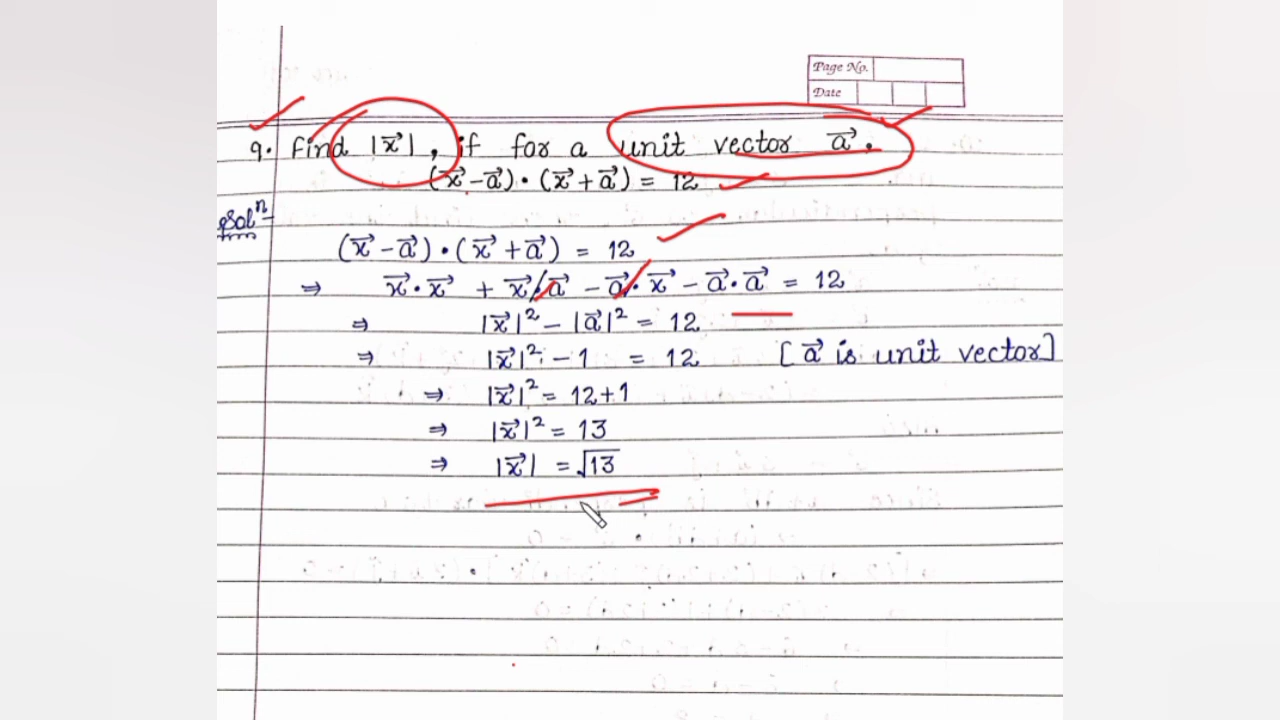 Page No.
Date
9. Find |x⃗|, if for a unit vector a⃗.
(x⃗ - a⃗) · (x⃗ + a⃗) = 12
Solⁿ
(x⃗ - a⃗) · (x⃗ + a⃗) = 12
⇒ x⃗ · x⃗ + x⃗ · a⃗ - a⃗ · x⃗ - a⃗ · a⃗ = 12
⇒ |x⃗|² - |a⃗|² = 12
⇒ |x⃗|² - 1 = 12 [a⃗ is unit vector]
⇒ |x⃗|² = 12+1
⇒ |x⃗|² = 13
⇒ |x⃗| = √13